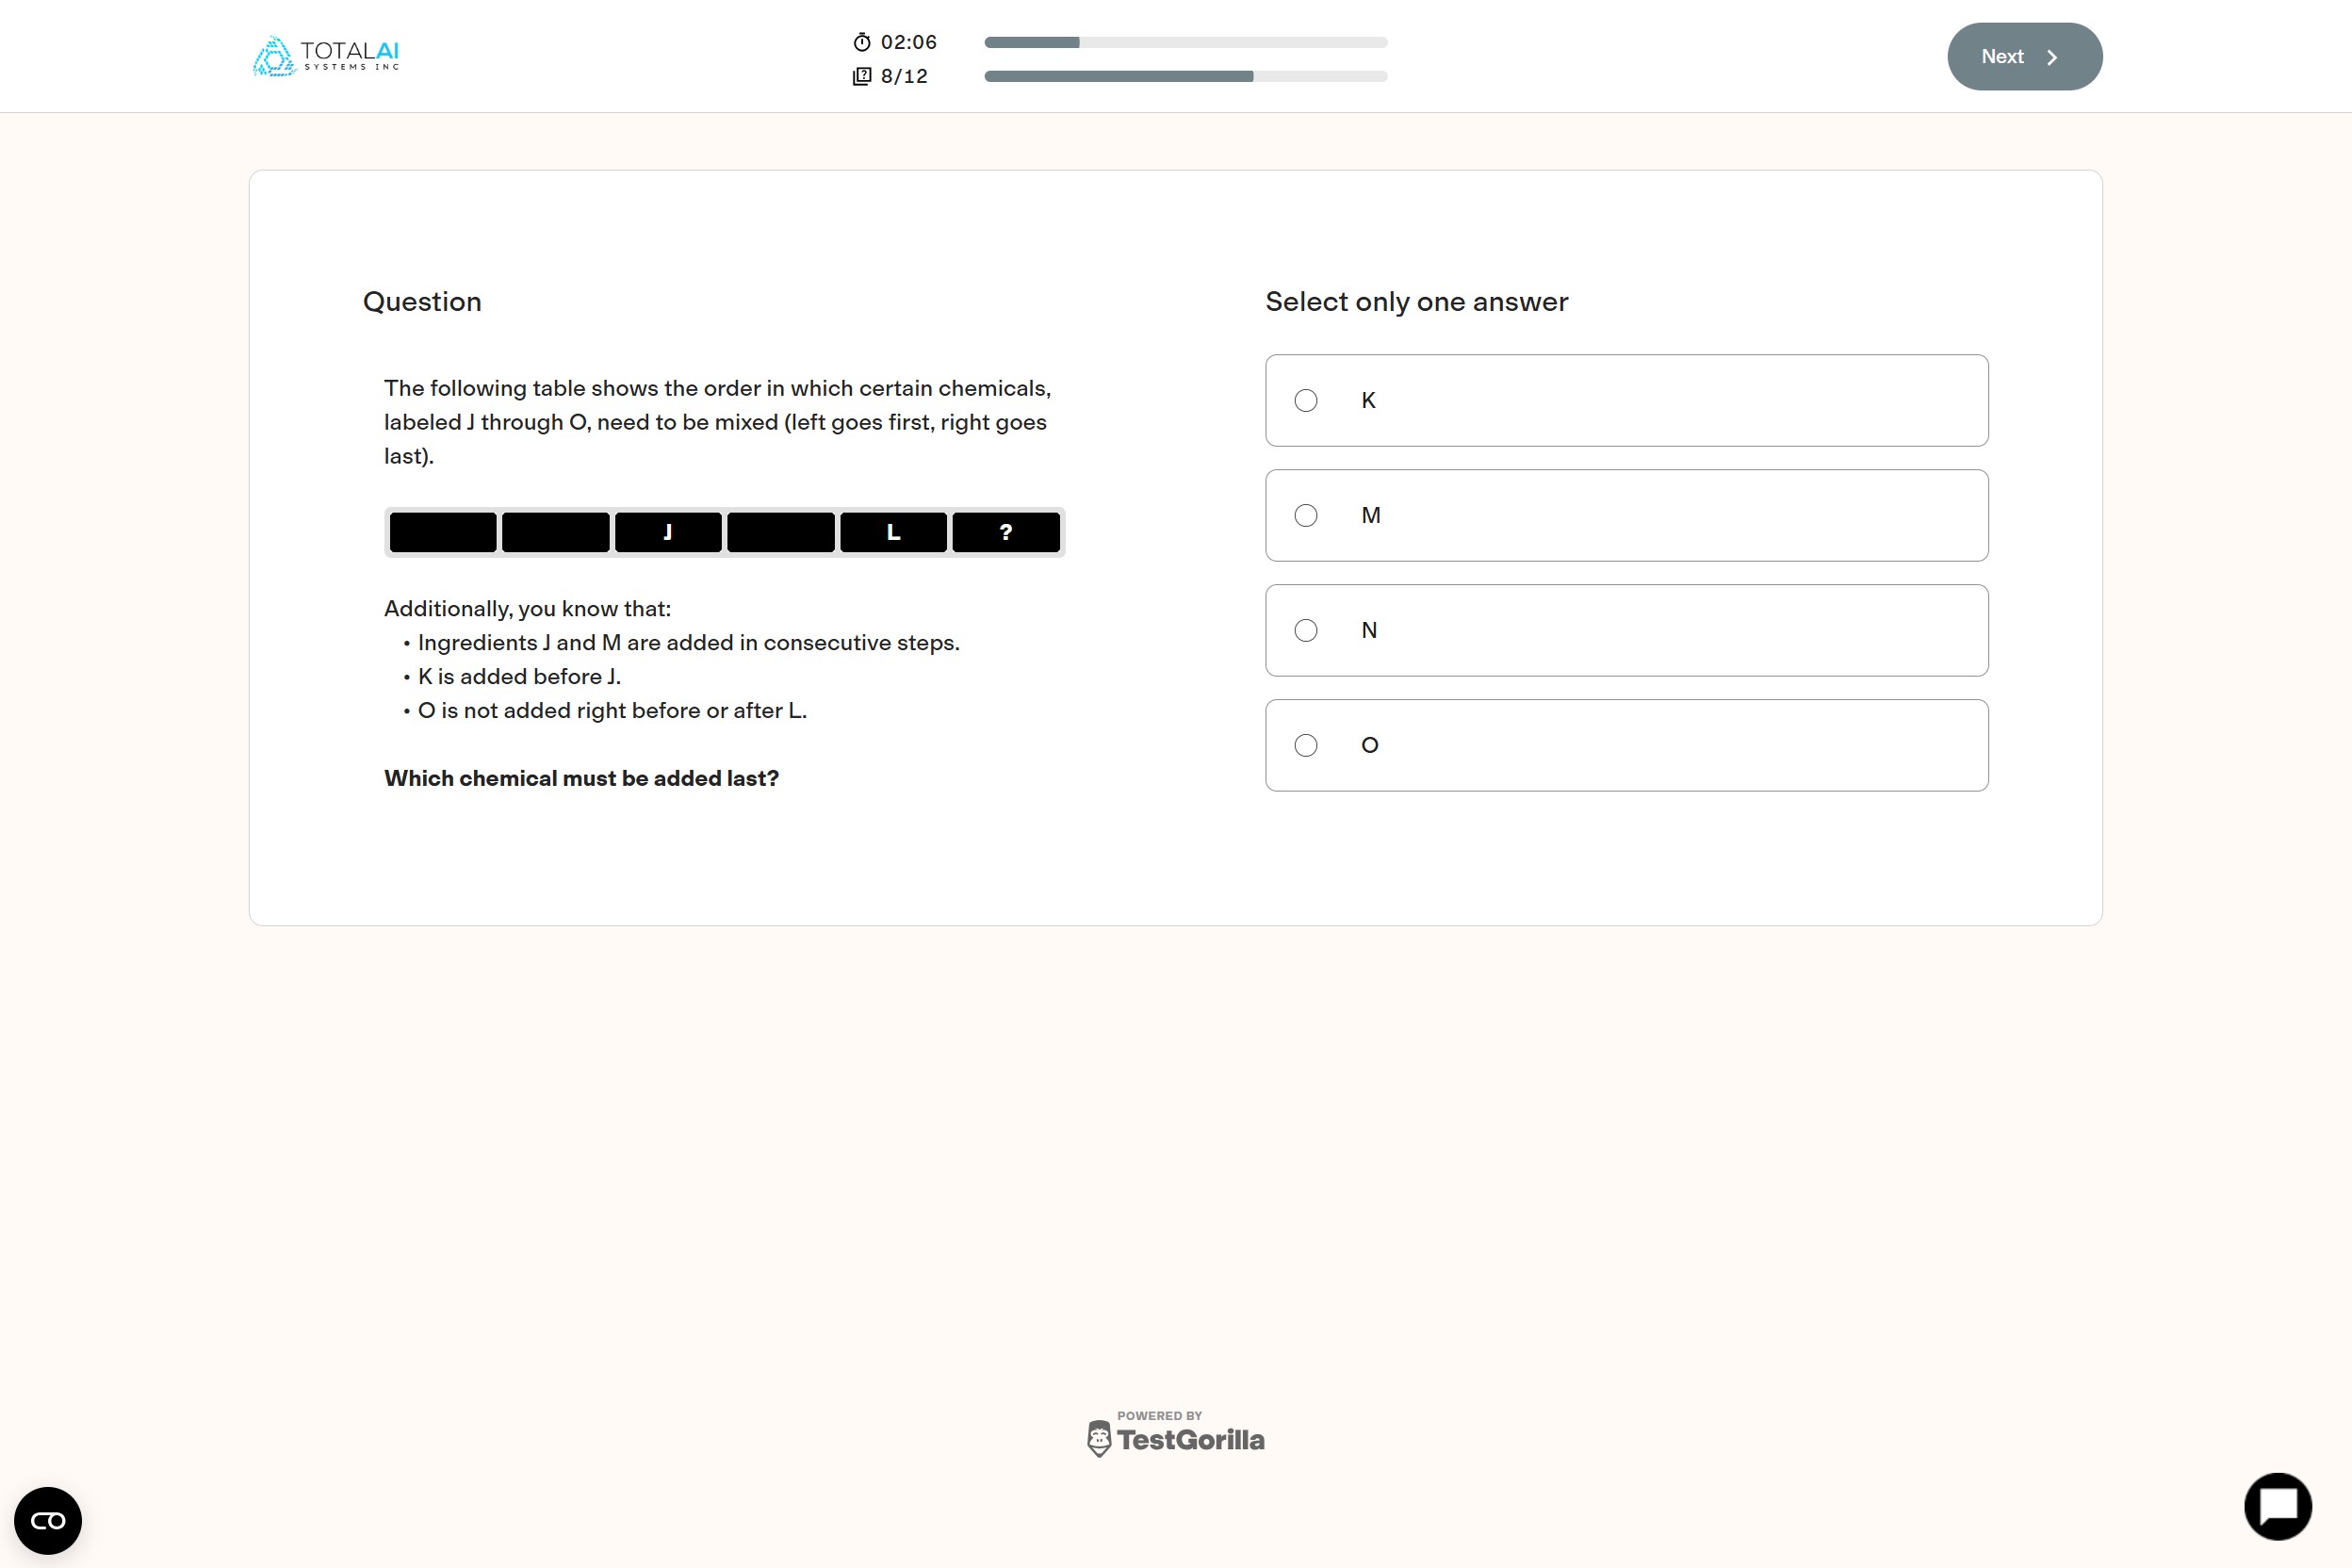 TOTALAI
SYSTEMS INC
02:06
8/12
Next
Question
The following table shows the order in which certain chemicals,
labeled J through O, need to be mixed (left goes first, right goes
last).
J L ?
Additionally, you know that:
• Ingredients J and M are added in consecutive steps.
• K is added before J.
• O is not added right before or after L.
Which chemical must be added last?
Select only one answer
K
M
N
O
POWERED BY
TestGorilla